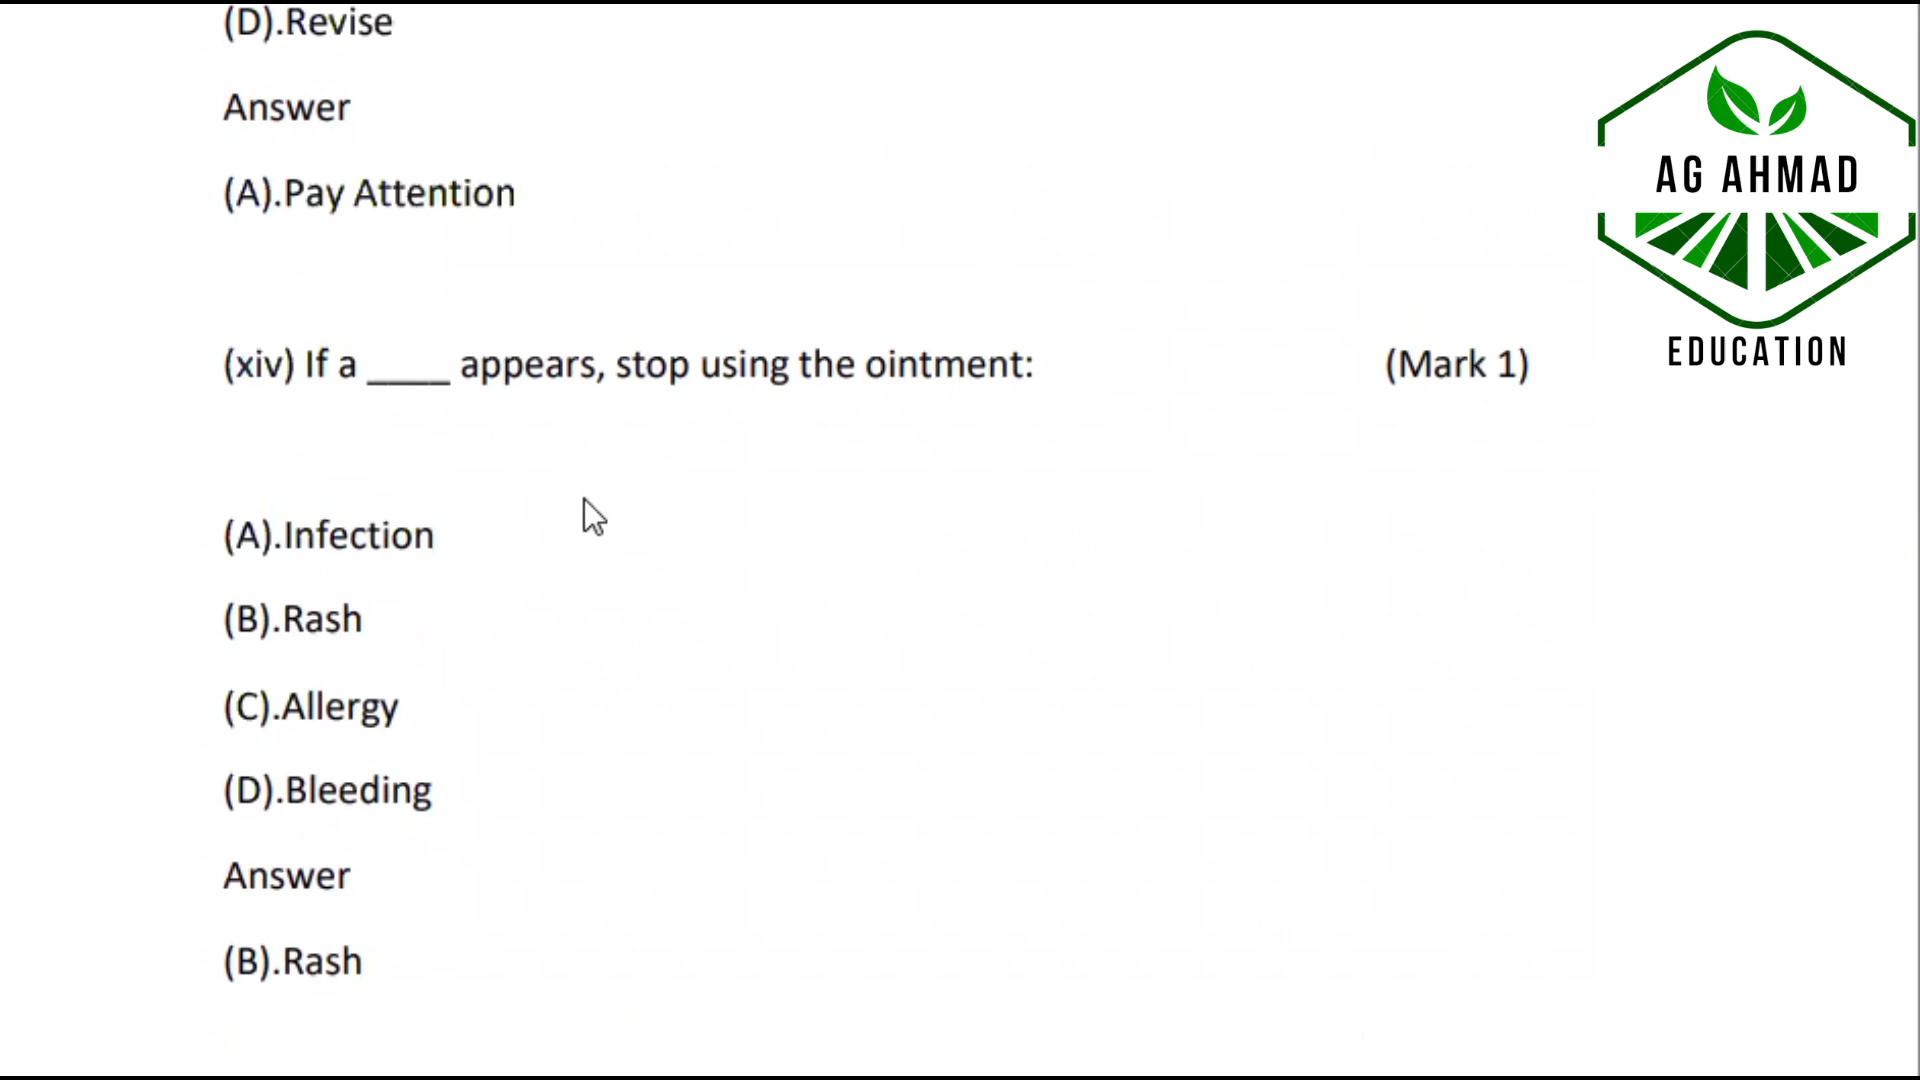 (D).Revise
Answer
(A).Pay Attention
(xiv) If a ____ appears, stop using the ointment: (Mark 1)
(A).Infection
(B).Rash
(C).Allergy
(D).Bleeding
Answer
(B).Rash
AG AHMAD
EDUCATION